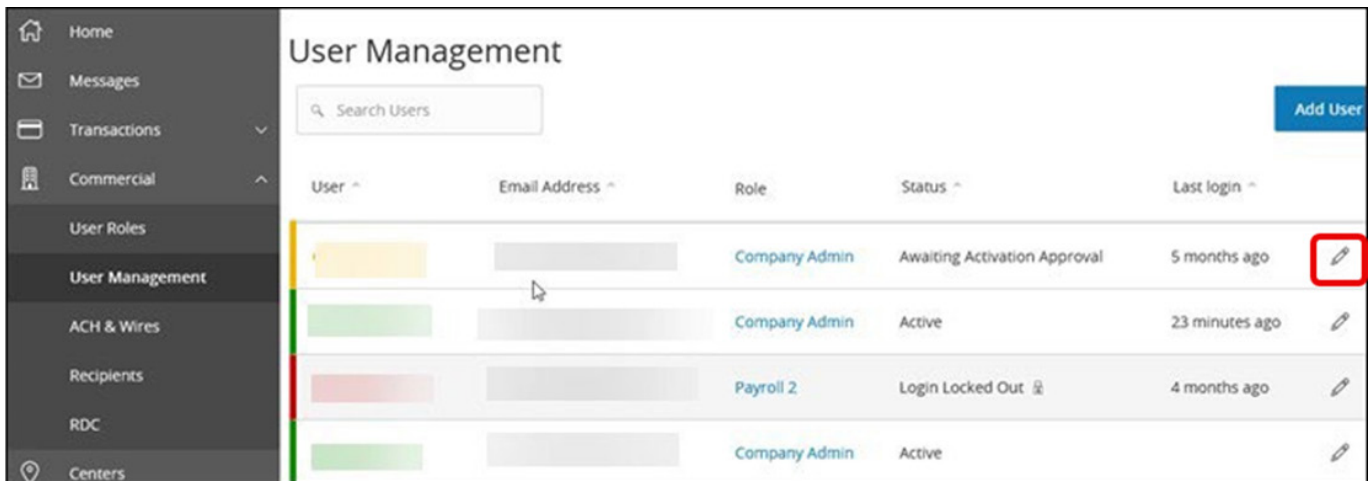 Home
Messages
Transactions
Commercial
User Roles
User Management
ACH & Wires
Recipients
RDC
Centers
User Management
Search Users
Add User
User Email Address Role Status Last login
Company Admin Awaiting Activation Approval 5 months ago
Company Admin Active 23 minutes ago
Payroll 2 Login Locked Out 4 months ago
Company Admin Active